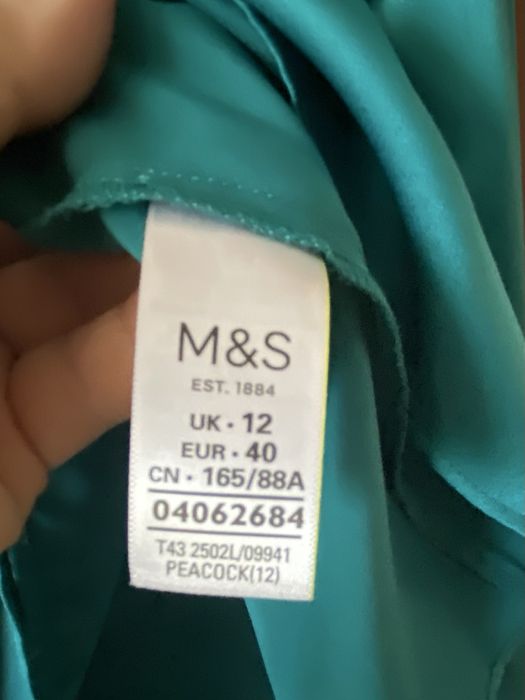 M&S
EST. 1884
UK · 12
EUR · 40
CN · 165/88A
04062684
T43 2502L/09941
PEACOCK(12)